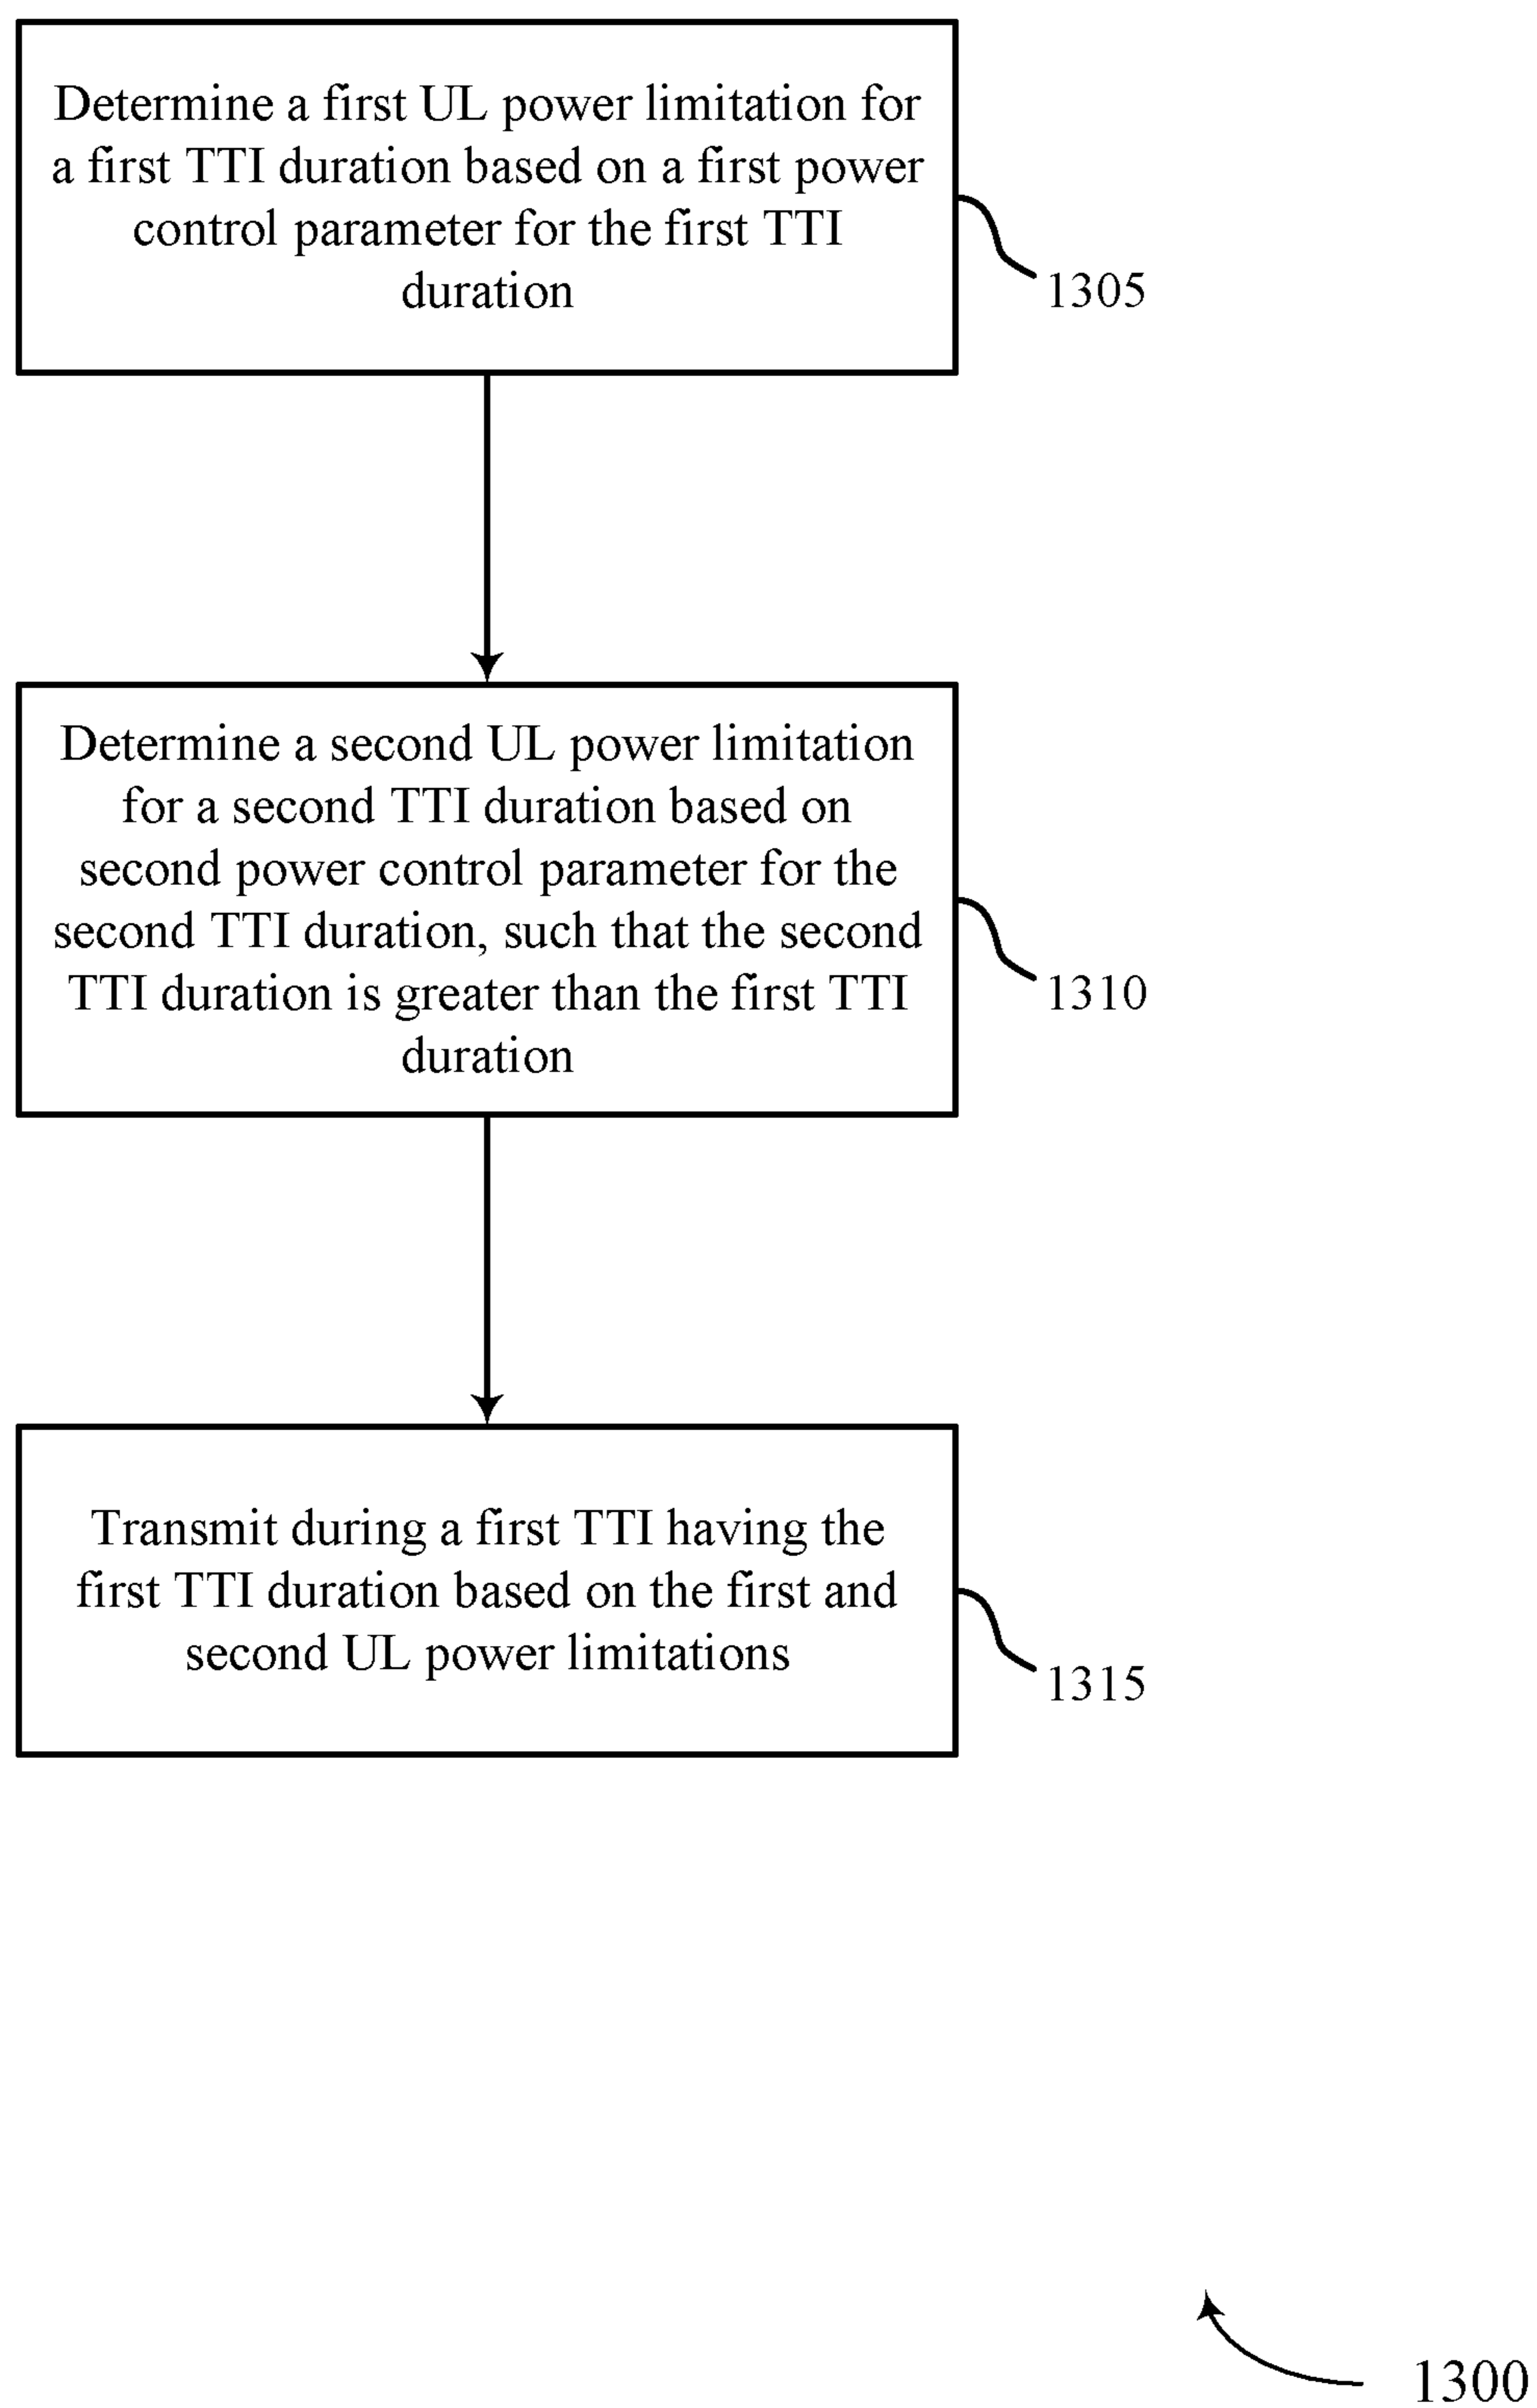 Determine a first UL power limitation for
a first TTI duration based on a first power
control parameter for the first TTI
duration
1305
Determine a second UL power limitation
for a second TTI duration based on
second power control parameter for the
second TTI duration, such that the second
TTI duration is greater than the first TTI
duration
1310
Transmit during a first TTI having the
first TTI duration based on the first and
second UL power limitations
1315
1300